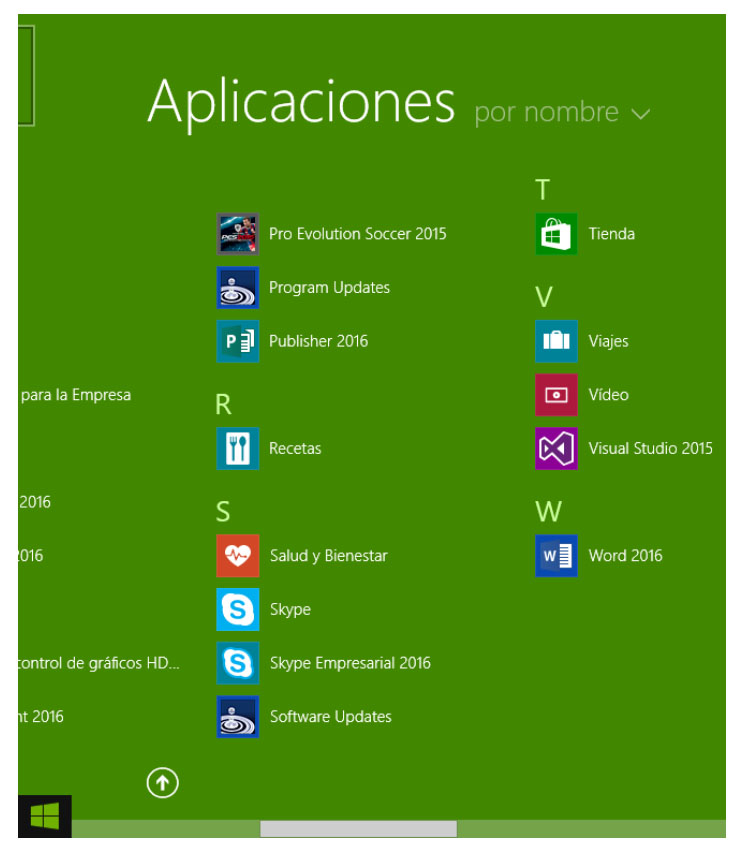 Aplicaciones por nombre
para la Empresa
2016
2016
control de gráficos HD...
nt 2016
Pro Evolution Soccer 2015
Program Updates
Publisher 2016
R
Recetas
S
Salud y Bienestar
Skype
Skype Empresarial 2016
Software Updates
T
Tienda
V
Viajes
Vídeo
Visual Studio 2015
W
Word 2016